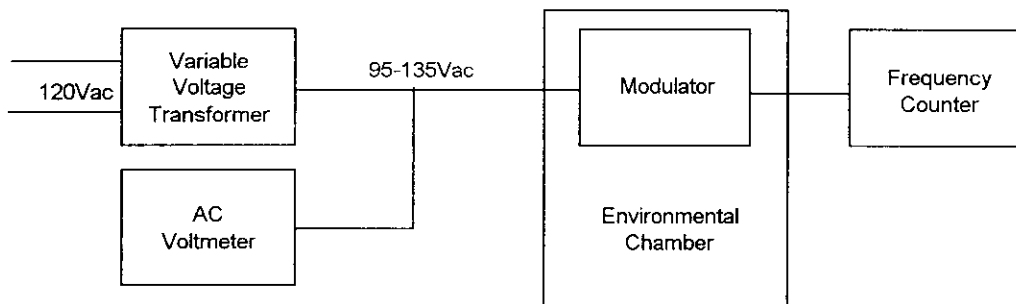 120Vac
Variable
Voltage
Transformer
95-135Vac
Modulator
Frequency
Counter
AC
Voltmeter
Environmental
Chamber